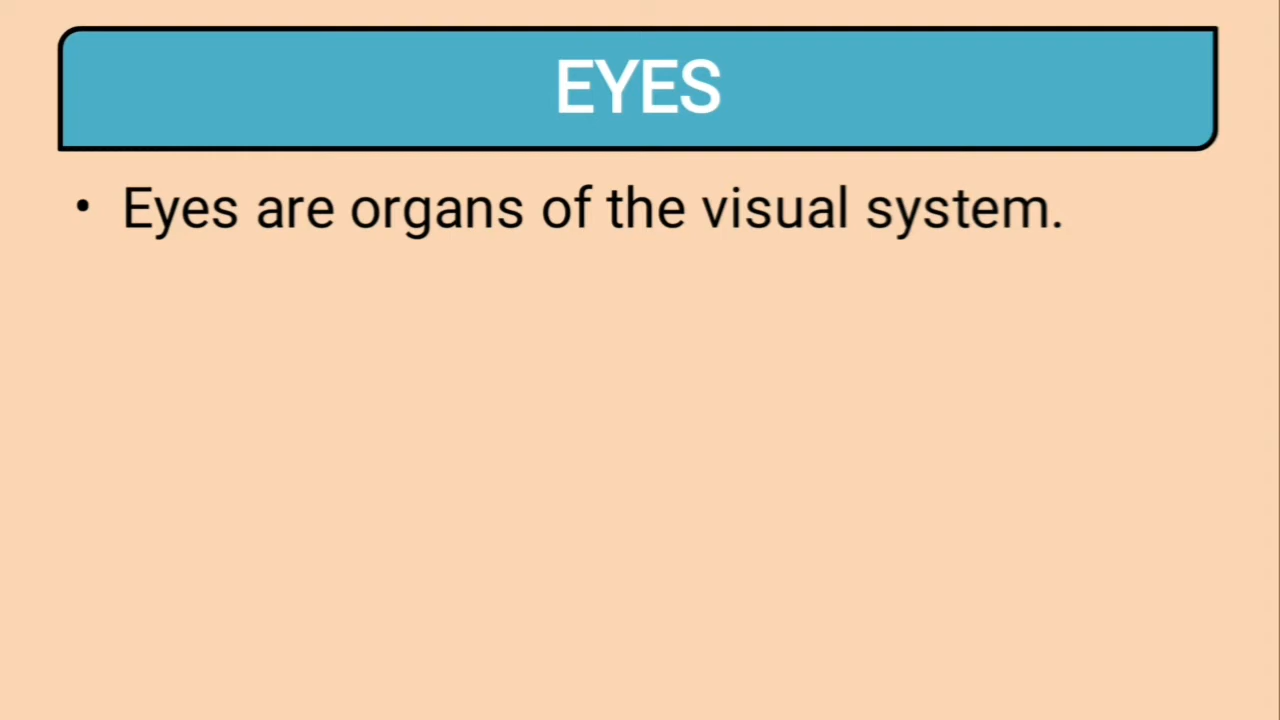 EYES
• Eyes are organs of the visual system.